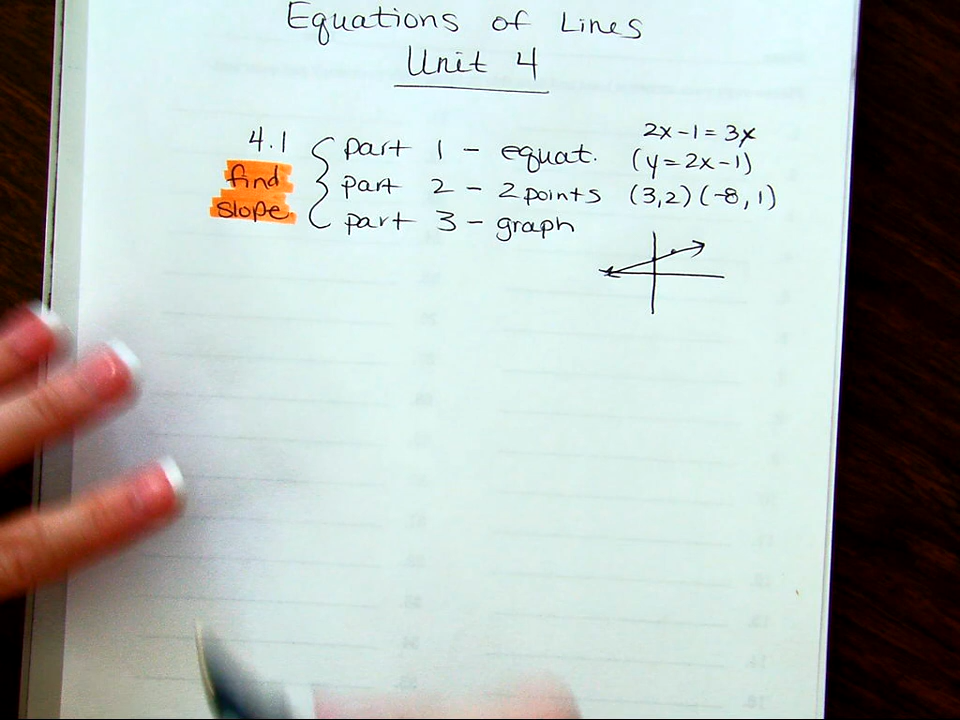 Equations of Lines
Unit 4
4.1 part 1 - equat. 2x-1=3x
(y=2x-1)
find part 2 - 2 points (3,2)(-8,1)
slope part 3 - graph